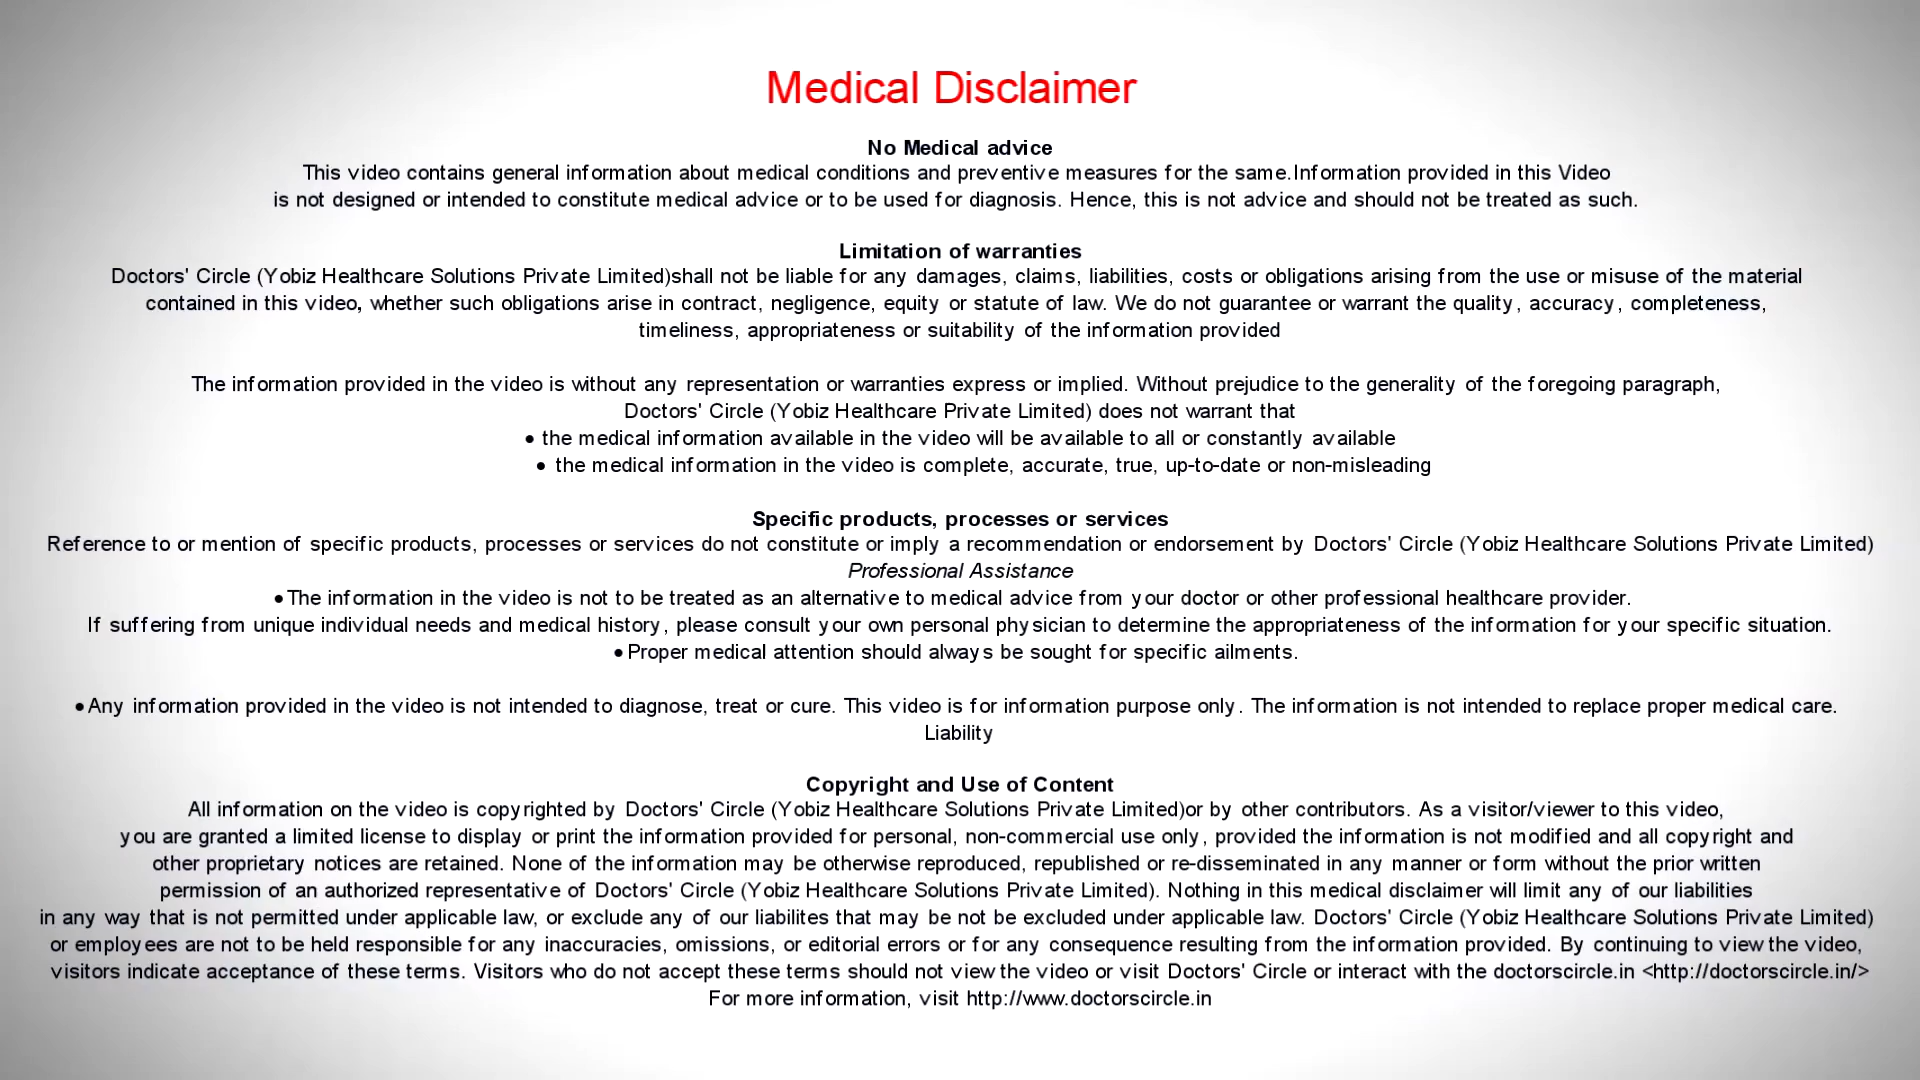 Medical Disclaimer
No Medical advice
This video contains general information about medical conditions and preventive measures for the same.Information provided in this Video
is not designed or intended to constitute medical advice or to be used for diagnosis. Hence, this is not advice and should not be treated as such.
Limitation of warranties
Doctors' Circle (Yobiz Healthcare Solutions Private Limited)shall not be liable for any damages, claims, liabilities, costs or obligations arising from the use or misuse of the material
contained in this video, whether such obligations arise in contract, negligence, equity or statute of law. We do not guarantee or warrant the quality, accuracy, completeness,
timeliness, appropriateness or suitability of the information provided
The information provided in the video is without any representation or warranties express or implied. Without prejudice to the generality of the foregoing paragraph,
Doctors' Circle (Yobiz Healthcare Private Limited) does not warrant that
• the medical information available in the video will be available to all or constantly available
• the medical information in the video is complete, accurate, true, up-to-date or non-misleading
Specific products, processes or services
Reference to or mention of specific products, processes or services do not constitute or imply a recommendation or endorsement by Doctors' Circle (Yobiz Healthcare Solutions Private Limited)
Professional Assistance
•The information in the video is not to be treated as an alternative to medical advice from your doctor or other professional healthcare provider.
If suffering from unique individual needs and medical history, please consult your own personal physician to determine the appropriateness of the information for your specific situation.
•Proper medical attention should always be sought for specific ailments.
•Any information provided in the video is not intended to diagnose, treat or cure. This video is for information purpose only. The information is not intended to replace proper medical care.
Liability
Copyright and Use of Content
All information on the video is copyrighted by Doctors' Circle (Yobiz Healthcare Solutions Private Limited)or by other contributors. As a visitor/viewer to this video,
you are granted a limited license to display or print the information provided for personal, non-commercial use only, provided the information is not modified and all copyright and
other proprietary notices are retained. None of the information may be otherwise reproduced, republished or re-disseminated in any manner or form without the prior written
permission of an authorized representative of Doctors' Circle (Yobiz Healthcare Solutions Private Limited). Nothing in this medical disclaimer will limit any of our liabilities
in any way that is not permitted under applicable law, or exclude any of our liabilites that may be not be excluded under applicable law. Doctors' Circle (Yobiz Healthcare Solutions Private Limited)
or employees are not to be held responsible for any inaccuracies, omissions, or editorial errors or for any consequence resulting from the information provided. By continuing to view the video,
visitors indicate acceptance of these terms. Visitors who do not accept these terms should not view the video or visit Doctors' Circle or interact with the doctorscircle.in <http://doctorscircle.in/>
For more information, visit http://www.doctorscircle.in